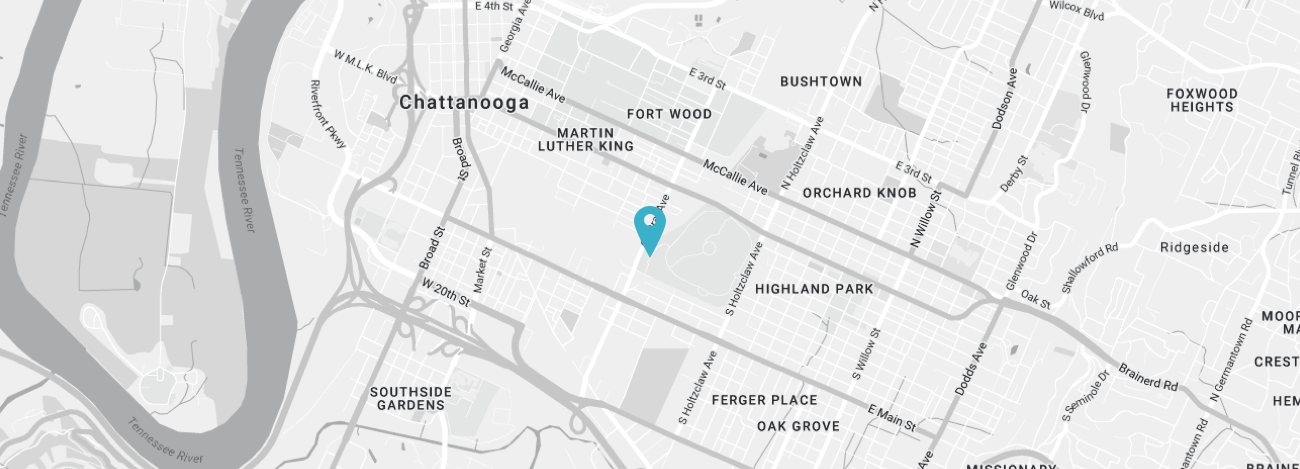 E 4th St
Georgia Ave
Wilcox Blvd
W M.L.K. Blvd
McCallie Ave
E 3rd St
BUSHTOWN
Dodson Ave
Glenwood Dr
FOXWOOD
HEIGHTS
Riverfront Pkwy
Chattanooga
FORT WOOD
MARTIN
LUTHER KING
N Holtzclaw Ave
Tennessee River
Tennessee River
Broad St
McCallie Ave
E 3rd St
Derby St
ORCHARD KNOB
N Willow St
Broad St
Market St
Ave
S Holtzclaw Ave
Glenwood Dr
Shallowford Rd
Ridgeside
W 20th St
HIGHLAND PARK
Oak St
S Willow St
Dodds Ave
Brainerd Rd
N Germantown Rd
SOUTHSIDE
GARDENS
S Holtzclaw Ave
FERGER PLACE
OAK GROVE
E Main St
S Seminole Dr
Tennessee River
Ave
MISSIONARY